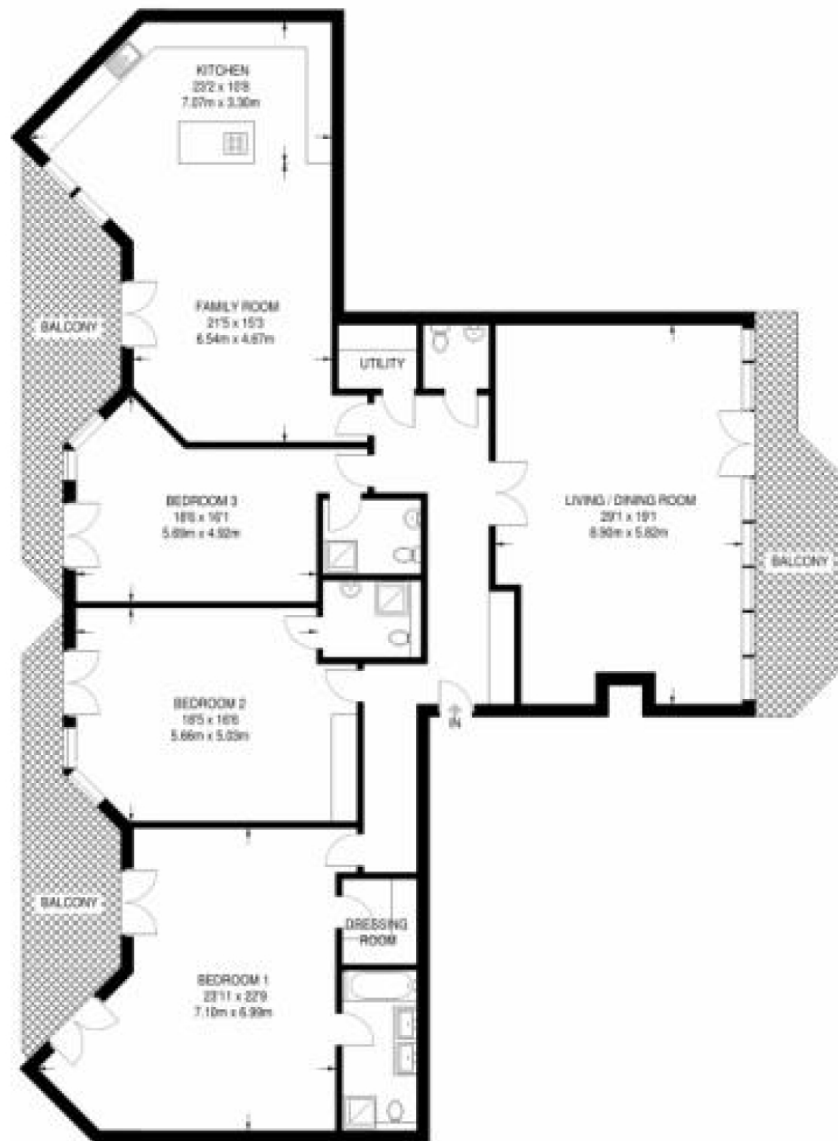 KITCHEN
23'2 x 10'8
7.07m x 3.30m
FAMILY ROOM
21'5 x 15'3
6.54m x 4.67m
BALCONY
UTILITY
BEDROOM 3
18'8 x 16'1
5.69m x 4.92m
LIVING / DINING ROOM
29'1 x 19'1
8.90m x 5.82m
BALCONY
BEDROOM 2
18'5 x 16'6
5.66m x 5.03m
IN
BALCONY
DRESSING
ROOM
BEDROOM 1
23'11 x 22'9
7.10m x 6.99m